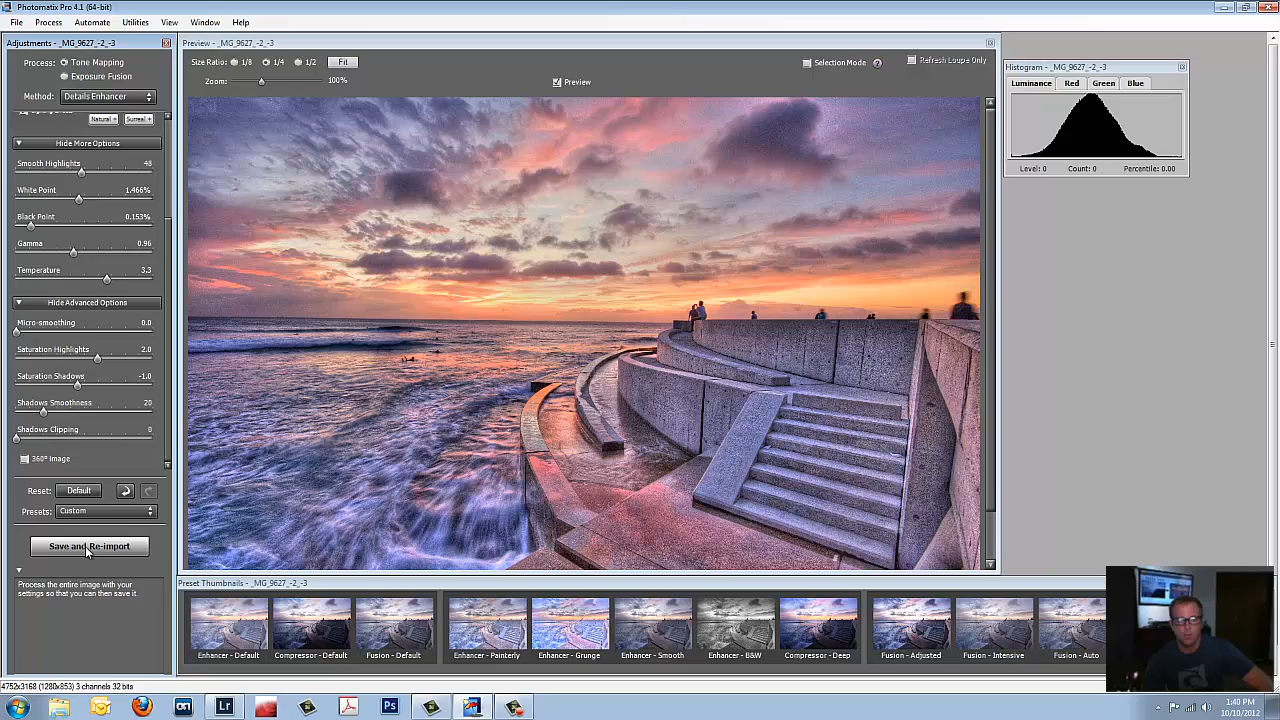 Photomatix Pro 4.1 (64-bit)
File Process Automate Utilities View Window Help
Adjustments - _MG_9627_-2_-3
Process: Tone Mapping
Exposure Fusion
Method: Details Enhancer
Natural + Surreal +
Hide More Options
Smooth Highlights 48
White Point 1.466%
Black Point 0.153%
Gamma 0.96
Temperature 3.3
Hide Advanced Options
Micro-smoothing 0.0
Saturation Highlights 2.0
Saturation Shadows -1.0
Shadows Smoothness 20
Shadows Clipping 0
360º Image
Reset: Default
Presets: Custom
Save and Re-import
Process the entire image with your
settings so that you can then save it.
Preview - _MG_9627_-2_-3
Size Ratio: 1/8 1/4 1/2 Fit
Zoom: 100%
Preview
Selection Mode ? Refresh Loupe Only
Histogram - _MG_9627_-2_-3
Luminance Red Green Blue
Level: 0 Count: 0 Percentile: 0.00
Preset Thumbnails - _MG_9627_-2_-3
Enhancer - Default Compressor - Default Fusion - Default Enhancer - Painterly Enhancer - Grunge Enhancer - Smooth Enhancer - B&W Compressor - Deep Fusion - Adjusted Fusion - Intensive Fusion - Auto
4752x3168 (1280x853) 3 channels 32 bits
on Lr Ps
1:40 PM
10/10/2012